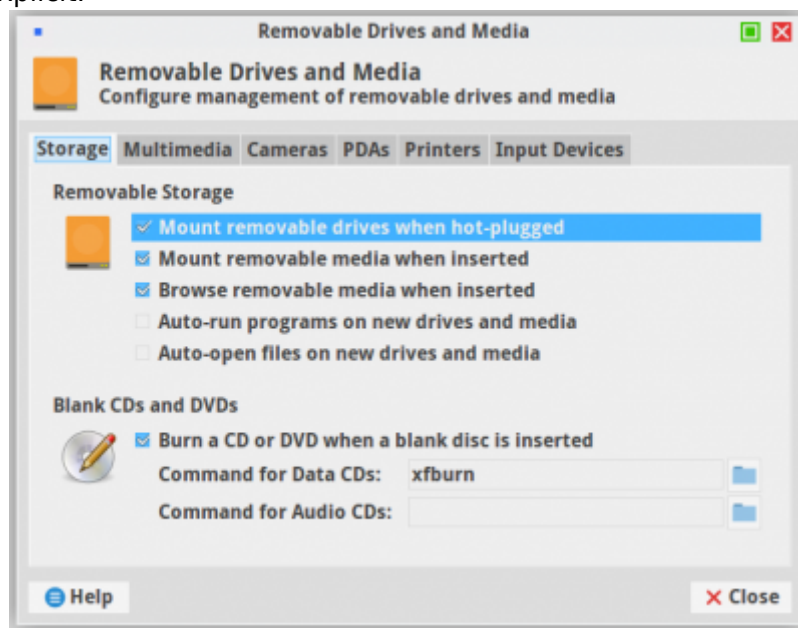 Removable Drives and Media
Removable Drives and Media
Configure management of removable drives and media
Storage Multimedia Cameras PDAs Printers Input Devices
Removable Storage
Mount removable drives when hot-plugged
Mount removable media when inserted
Browse removable media when inserted
Auto-run programs on new drives and media
Auto-open files on new drives and media
Blank CDs and DVDs
Burn a CD or DVD when a blank disc is inserted
Command for Data CDs: xfburn
Command for Audio CDs:
Help Close